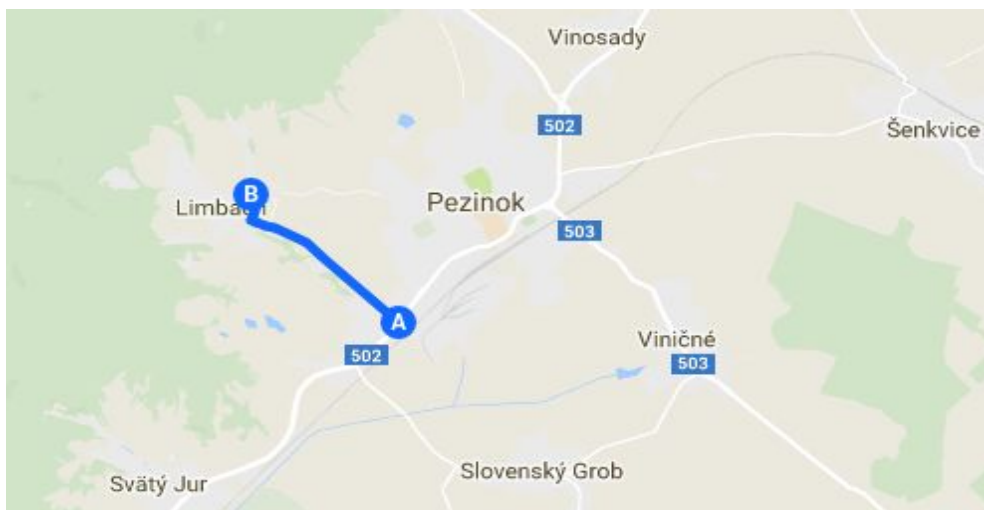 Vinosady
502
Šenkvice
B
Limbach
Pezinok
503
A
Viničné
502
503
Slovenský Grob
Svätý Jur